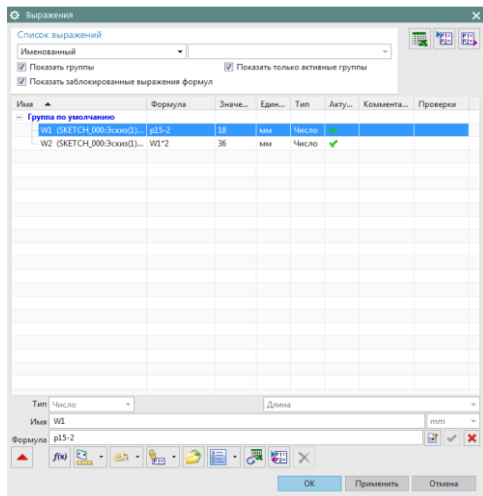 Выражения
Список выражений
Именованный
Показать группы
Показать только активные группы
Показать заблокированные выражения формул
Имя Формула Значе... Един... Тип Акту... Коммента... Проверки
Группа по умолчанию
W1 (SKETCH_000:Эскиз(1)... p15-2 18 мм Число
W2 (SKETCH_000:Эскиз(1)... W1*2 36 мм Число
Тип Число Длина
Имя W1 mm
Формула p15-2
f(x)
ОК Применить Отмена